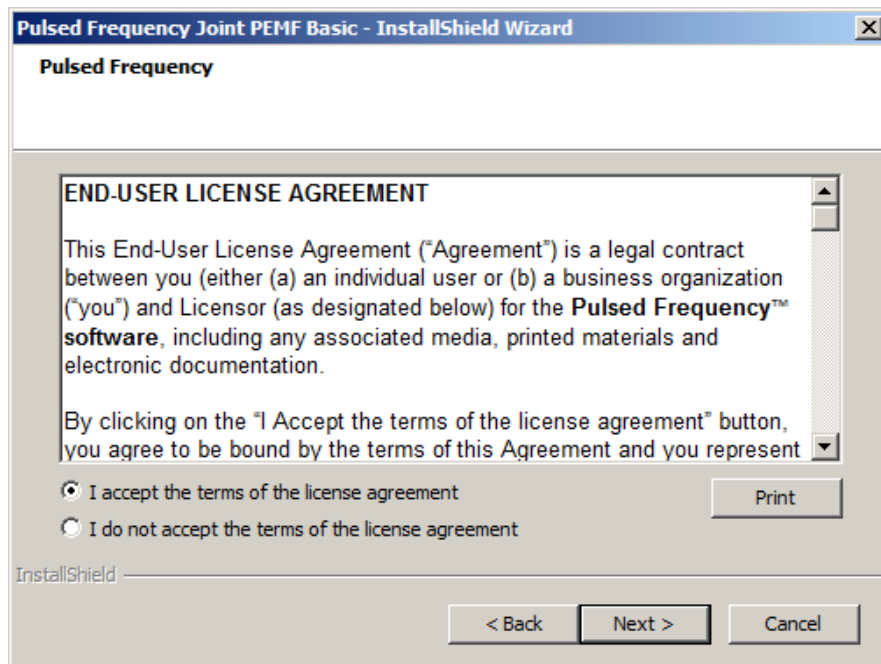 Pulsed Frequency Joint PEMF Basic - InstallShield Wizard
Pulsed Frequency
END-USER LICENSE AGREEMENT
This End-User License Agreement (“Agreement”) is a legal contract
between you (either (a) an individual user or (b) a business organization
(“you”) and Licensor (as designated below) for the Pulsed Frequency™
software, including any associated media, printed materials and
electronic documentation.
By clicking on the “I Accept the terms of the license agreement” button,
you agree to be bound by the terms of this Agreement and you represent
I accept the terms of the license agreement
Print
I do not accept the terms of the license agreement
InstallShield
< Back Next > Cancel